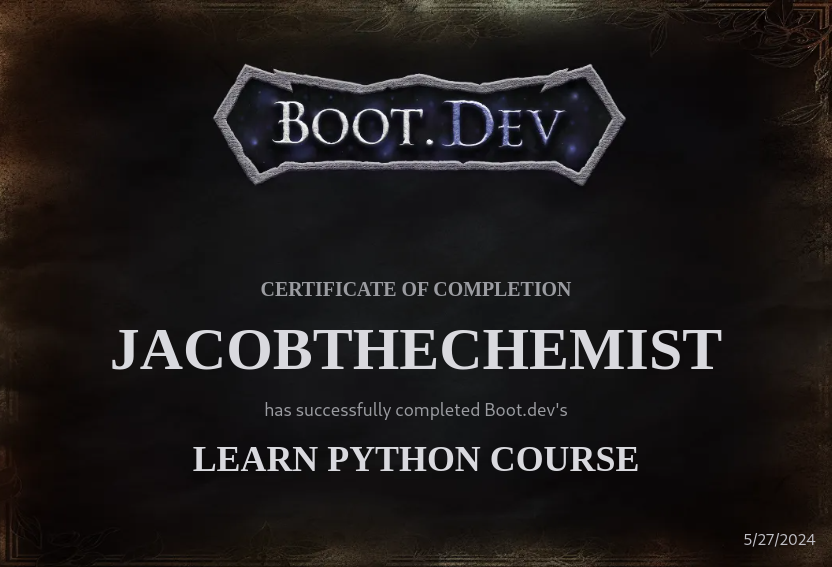 BOOT.DEV
CERTIFICATE OF COMPLETION
JACOBTHECHEMIST
has successfully completed Boot.dev's
LEARN PYTHON COURSE
5/27/2024